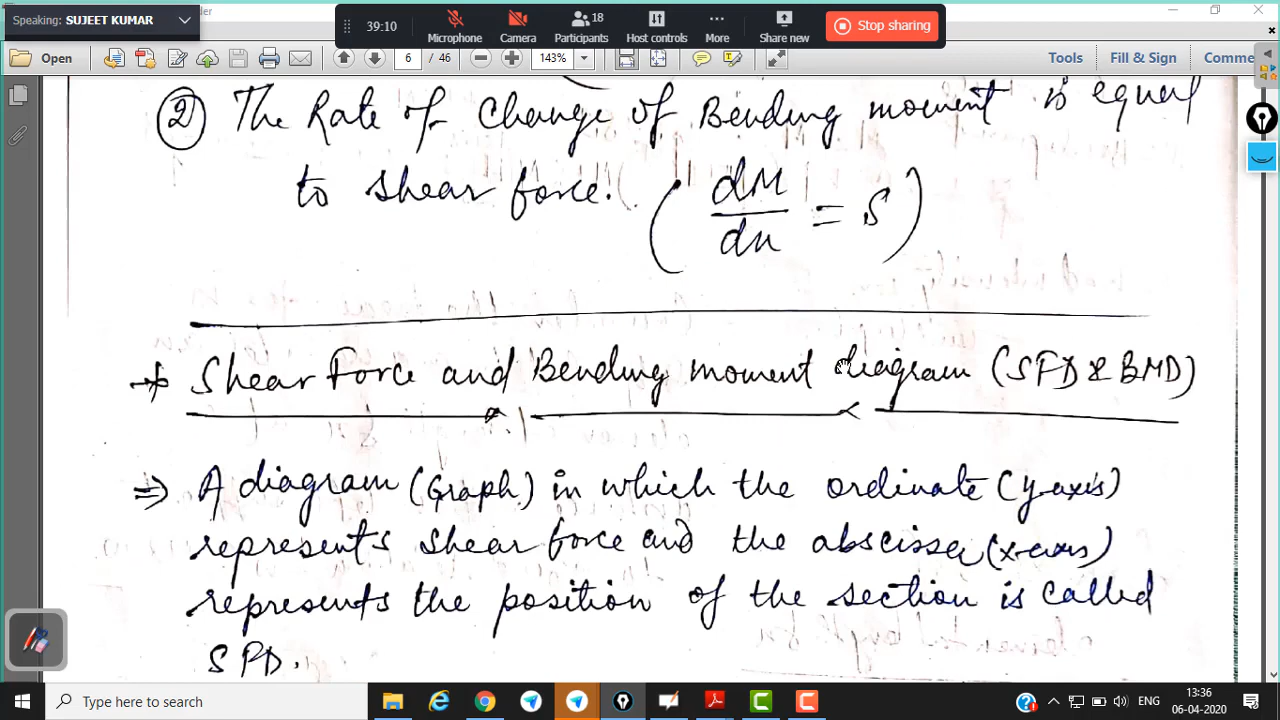 Speaking: SUJEET KUMAR
39:10
Microphone
Camera
18
Participants
Host controls
More
Share new
Stop sharing
Open
6 / 46
143%
Tools
Fill & Sign
Comme
② The Rate of Change of Bending moment is equal
to shear force. (dM/dx = S)
* Shear Force and Bending moment diagram (SFD & BMD)
⇒ A diagram (Graph) in which the ordinate (y-axis)
represents shear force and the abscissa (x-axis)
represents the position of the section is called
SFD.
Type here to search
ENG
13:36
06-04-2020